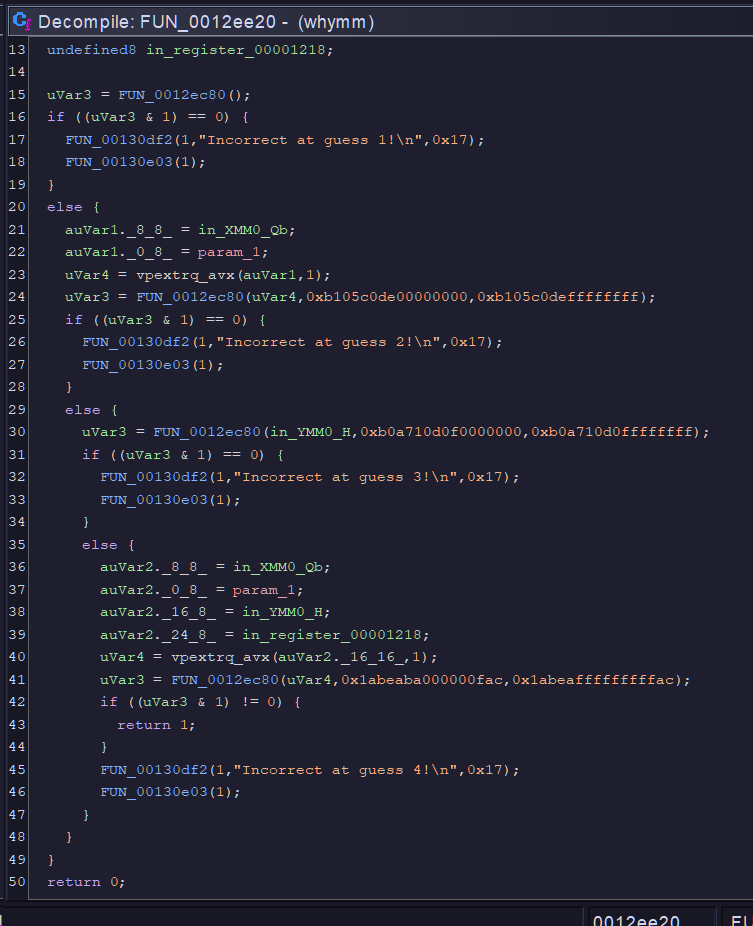 Decompile: FUN_0012ee20 - (whymm)
13 undefined8 in_register_00001218;
14
15 uVar3 = FUN_0012ec80();
16 if ((uVar3 & 1) == 0) {
17 FUN_00130df2(1,"Incorrect at guess 1!\n",0x17);
18 FUN_00130e03(1);
19 }
20 else {
21 auVar1._8_8_ = in_XMM0_Qb;
22 auVar1._0_8_ = param_1;
23 uVar4 = vpextrq_avx(auVar1,1);
24 uVar3 = FUN_0012ec80(uVar4,0xb105c0de00000000,0xb105c0deffffffff);
25 if ((uVar3 & 1) == 0) {
26 FUN_00130df2(1,"Incorrect at guess 2!\n",0x17);
27 FUN_00130e03(1);
28 }
29 else {
30 uVar3 = FUN_0012ec80(in_YMM0_H,0xb0a710d0f0000000,0xb0a710d0ffffffff);
31 if ((uVar3 & 1) == 0) {
32 FUN_00130df2(1,"Incorrect at guess 3!\n",0x17);
33 FUN_00130e03(1);
34 }
35 else {
36 auVar2._8_8_ = in_XMM0_Qb;
37 auVar2._0_8_ = param_1;
38 auVar2._16_8_ = in_YMM0_H;
39 auVar2._24_8_ = in_register_00001218;
40 uVar4 = vpextrq_avx(auVar2._16_16_,1);
41 uVar3 = FUN_0012ec80(uVar4,0x1abeaba000000fac,0x1abeafffffffffac);
42 if ((uVar3 & 1) != 0) {
43 return 1;
44 }
45 FUN_00130df2(1,"Incorrect at guess 4!\n",0x17);
46 FUN_00130e03(1);
47 }
48 }
49 }
50 return 0;
0012ee20